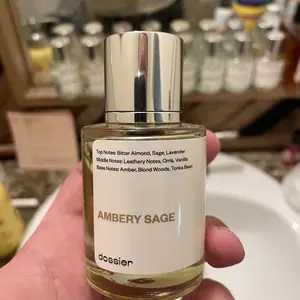 Top Notes: Bitter Almond, Sage, Lavender
Middle Notes: Leathery Notes, Orris, Vanilla
Base Notes: Amber, Blond Woods, Tonka Bean
AMBERY SAGE
dossier